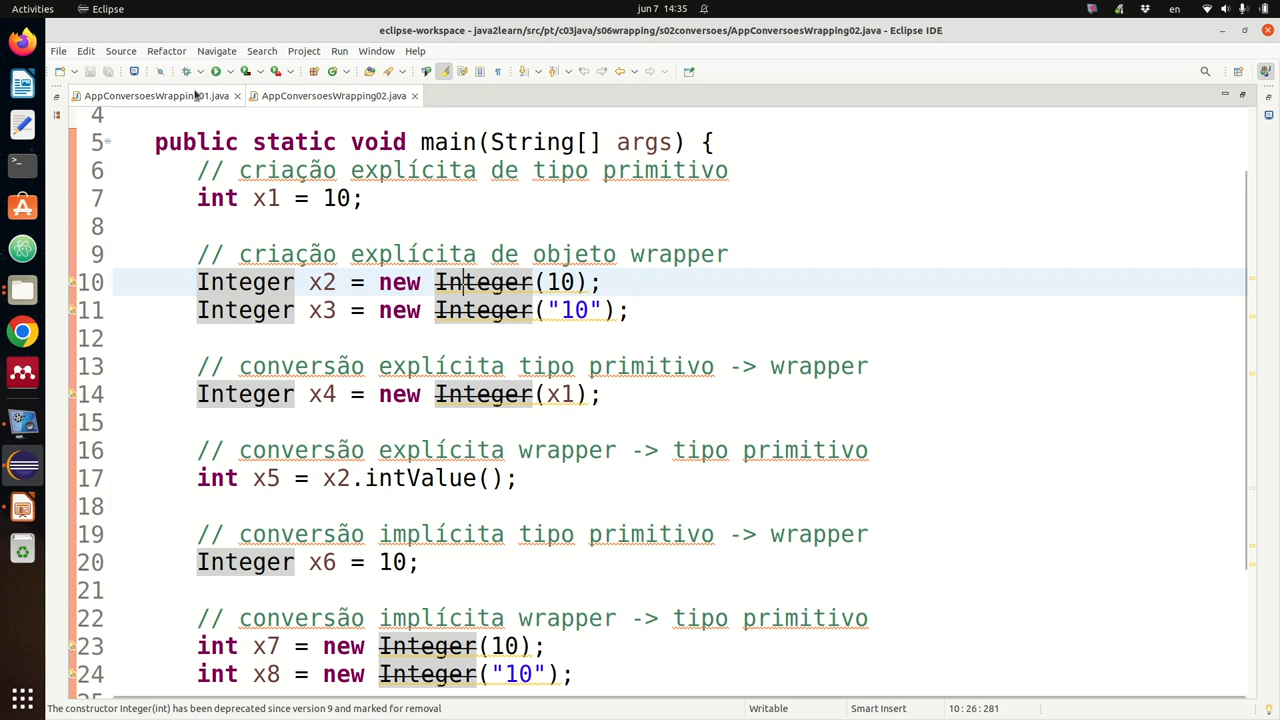 Activities Eclipse jun 7 14:35 en
eclipse-workspace - java2learn/src/pt/c03java/s06wrapping/s02conversoes/AppConversoesWrapping02.java - Eclipse IDE
File Edit Source Refactor Navigate Search Project Run Window Help
AppConversoesWrapping01.java AppConversoesWrapping02.java
4
5 public static void main(String[] args) {
6 // criação explícita de tipo primitivo
7 int x1 = 10;
8
9 // criação explícita de objeto wrapper
10 Integer x2 = new Integer(10);
11 Integer x3 = new Integer("10");
12
13 // conversão explícita tipo primitivo -> wrapper
14 Integer x4 = new Integer(x1);
15
16 // conversão explícita wrapper -> tipo primitivo
17 int x5 = x2.intValue();
18
19 // conversão implícita tipo primitivo -> wrapper
20 Integer x6 = 10;
21
22 // conversão implícita wrapper -> tipo primitivo
23 int x7 = new Integer(10);
24 int x8 = new Integer("10");
The constructor Integer(int) has been deprecated since version 9 and marked for removal Writable Smart Insert 10 : 26 : 281